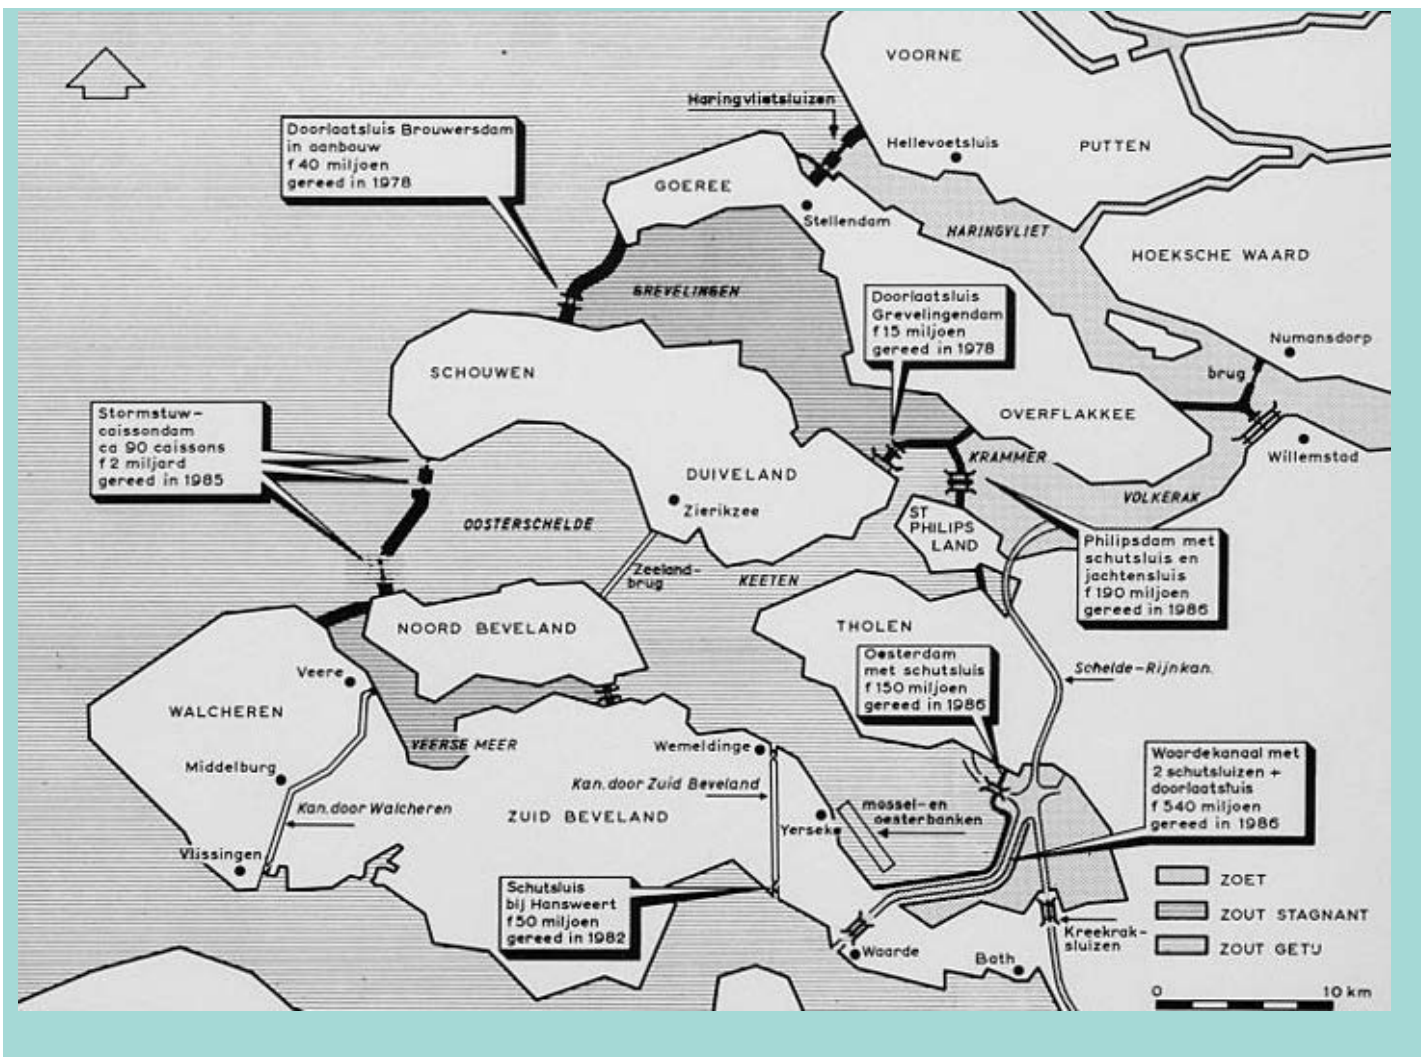 VOORNE
Haringvlietsluizen
Doorlaatsluis Brouwersdam
in aanbouw
f 40 miljoen
gereed in 1978
Hellevoetsluis
PUTTEN
GOEREE
Stellendam
HARINGVLIET
HOEKSCHE WAARD
GREVELINGEN
Doorlaatsluis
Grevelingendam
f 15 miljoen
gereed in 1978
Numansdorp
brug
SCHOUWEN
Stormstuw-
caissondam
ca 90 caissons
f 2 miljard
gereed in 1985
OVERFLAKKEE
KRAMMER
Willemstad
DUIVELAND
Zierikzee
VOLKERAK
OOSTERSCHELDE
ST
PHILIPS
LAND
Philipsdam met
schutsluis en
jachtensluis
f 190 miljoen
gereed in 1986
Zeeland-
brug
KEETEN
NOORD BEVELAND
THOLEN
Oesterdam
met schutsluis
f 150 miljoen
gereed in 1986
Schelde-Rijnkan.
Veere
WALCHEREN
VEERSE MEER
Wemeldinge
Waardekanaal met
2 schutsluizen +
doorlaatsluis
f 540 miljoen
gereed in 1986
Middelburg
Kan. door Zuid Beveland
Kan. door Walcheren
ZUID BEVELAND
mossel-en
oesterbanken
Yerseke
Vlissingen
Schutsluis
bij Hansweert
f 50 miljoen
gereed in 1982
ZOET
ZOUT STAGNANT
ZOUT GETIJ
Kreekrak-
sluizen
Waarde
Bath
0 10 km